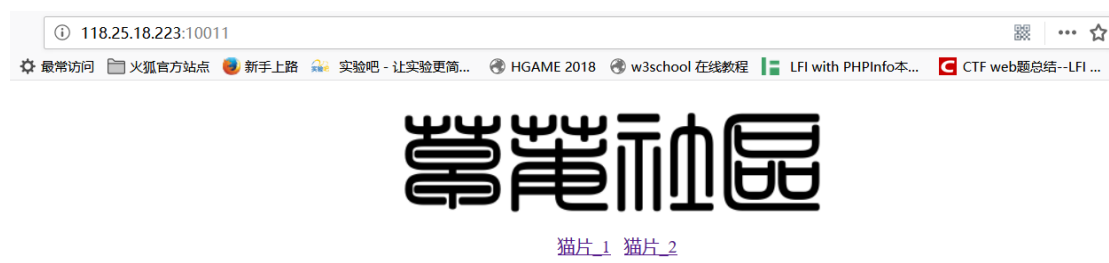 118.25.18.223:10011
最常访问 火狐官方站点 新手上路 实验吧 - 让实验更简... HGAME 2018 w3school 在线教程 LFI with PHPInfo本... CTF web题总结--LFI ...
草榴社區
猫片_1 猫片_2